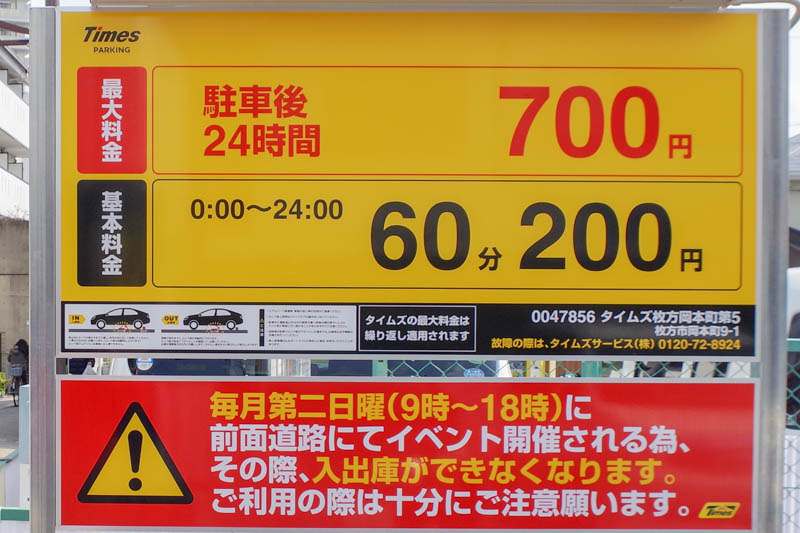 Times
PARKING
最大料金
駐車後
24時間
700円
基本料金
0:00～24:00
60分 200円
IN
OUT
タイムズの最大料金は
繰り返し適用されます
0047856 タイムズ枚方岡本町第5
枚方市岡本町9-1
故障の際は、タイムズサービス(株) 0120-72-8924
毎月第二日曜(9時～18時)に
前面道路にてイベント開催される為、
その際、入出庫ができなくなります。
ご利用の際は十分にご注意願います。
Times